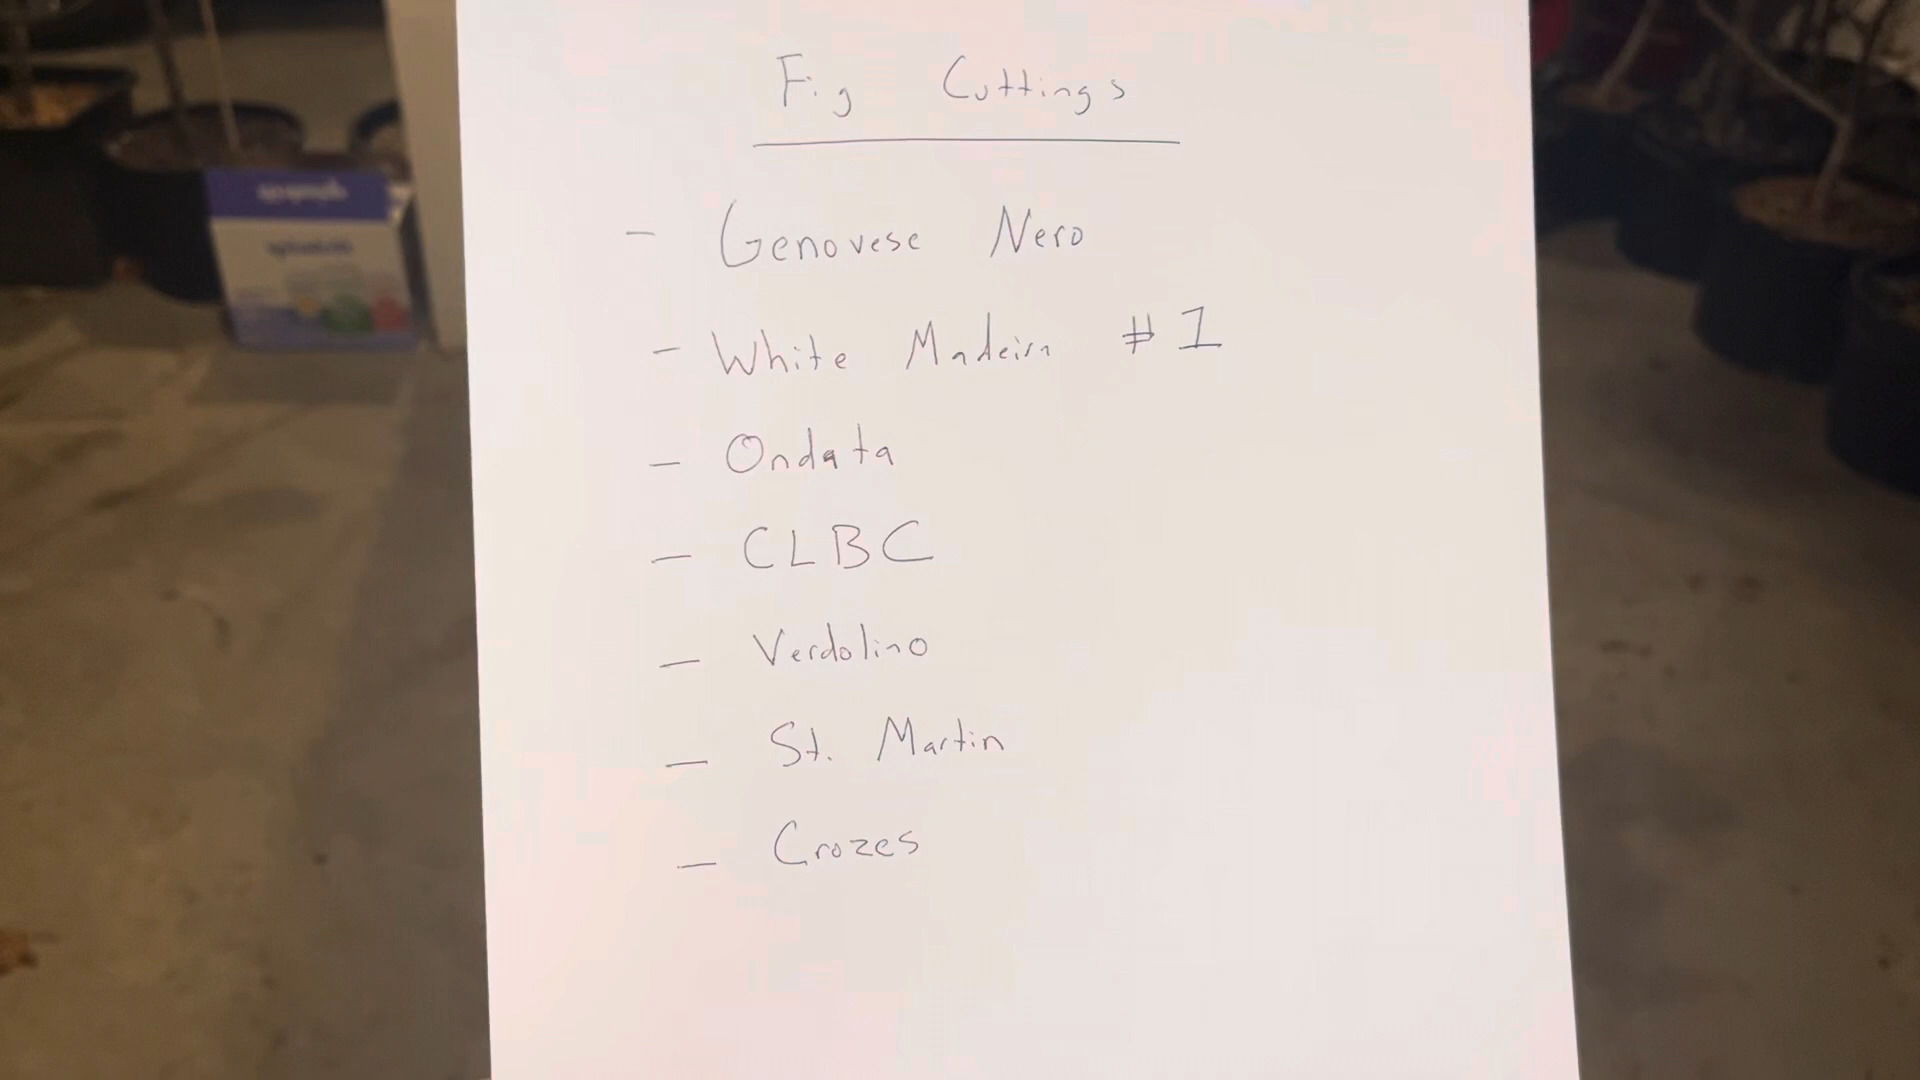 Fig Cuttings
- Genovese Nero
- White Madeira #1
- Ondata
- CLBC
- Verdolino
- St. Martin
- Crozes